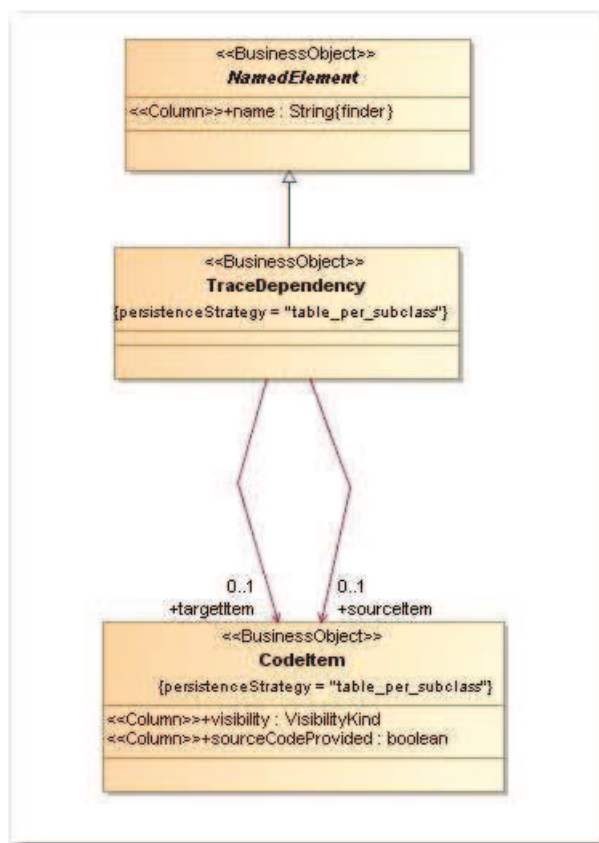 <<BusinessObject>>
NamedElement
<<Column>>+name : String{finder}
<<BusinessObject>>
TraceDependency
{persistenceStrategy = "table_per_subclass"}
0..1
0..1
+targetItem
+sourceItem
<<BusinessObject>>
CodeItem
{persistenceStrategy = "table_per_subclass"}
<<Column>>+visibility : VisibilityKind
<<Column>>+sourceCodeProvided : boolean